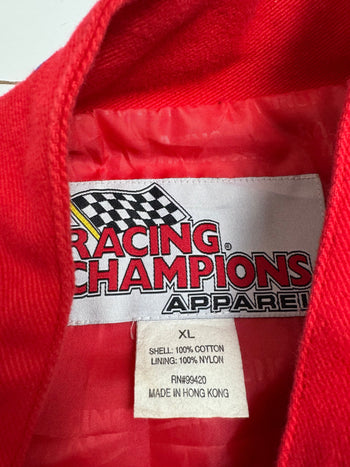 RACING®
CHAMPIONS
APPAREL
XL
SHELL: 100% COTTON
LINING: 100% NYLON
RN#99420
MADE IN HONG KONG